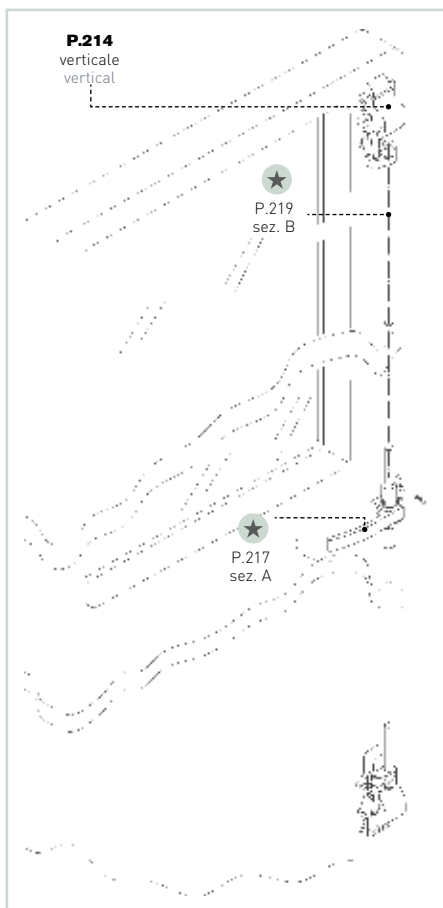 P.214
verticale
vertical
P.219
sez. B
P.217
sez. A